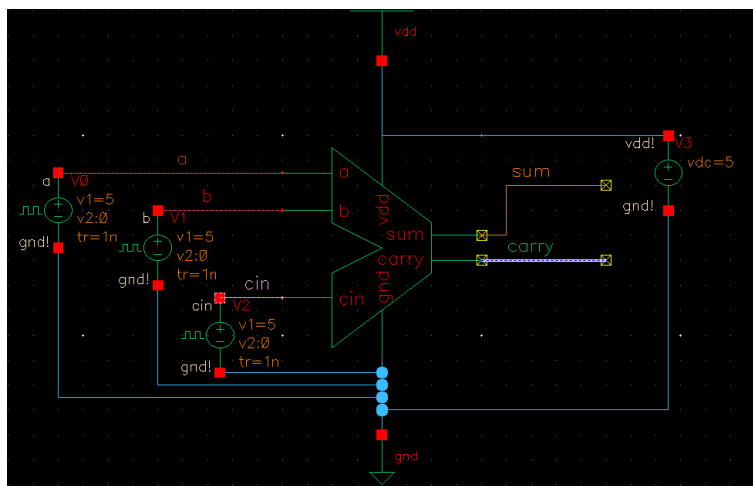 vdd
vdd!
V3
vdc=5
gnd!
a
a
V0
v1=5
v2:0
tr=1n
gnd!
b
b
V1
v1=5
v2:0
tr=1n
gnd!
cin
cin
V2
v1=5
v2:0
tr=1n
gnd!
a
b
cin
vdd
sum
carry
gnd
sum
carry
gnd